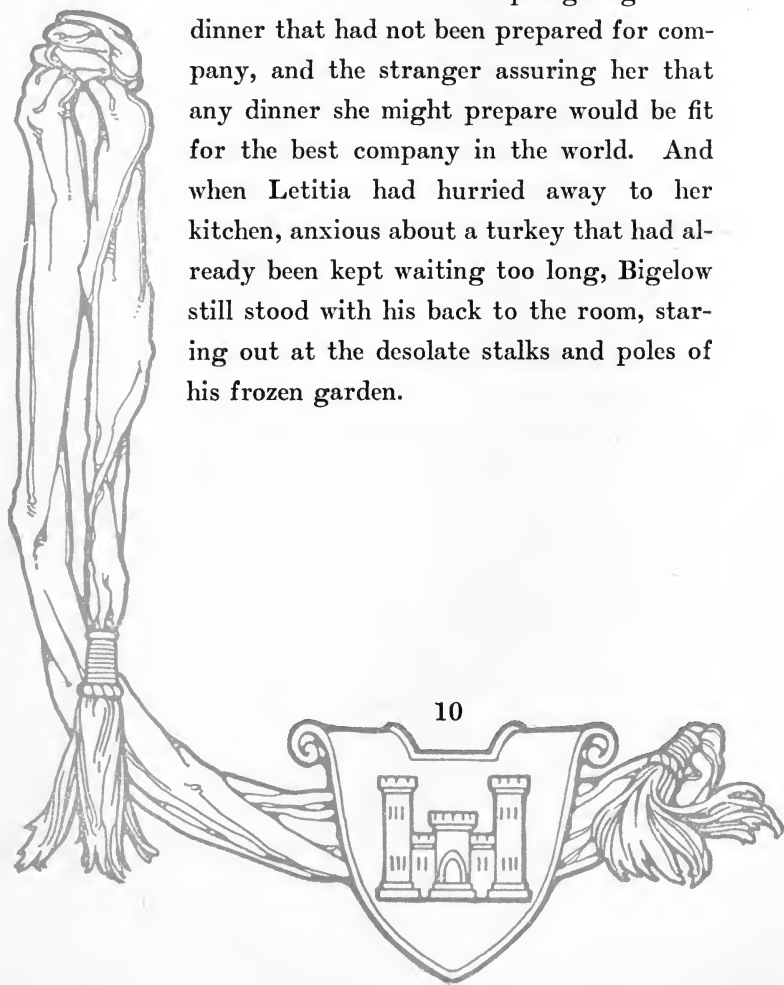 dinner that had not been prepared for com-
pany, and the stranger assuring her that
any dinner she might prepare would be fit
for the best company in the world. And
when Letitia had hurried away to her
kitchen, anxious about a turkey that had al-
ready been kept waiting too long, Bigelow
still stood with his back to the room, star-
ing out at the desolate stalks and poles of
his frozen garden.
10